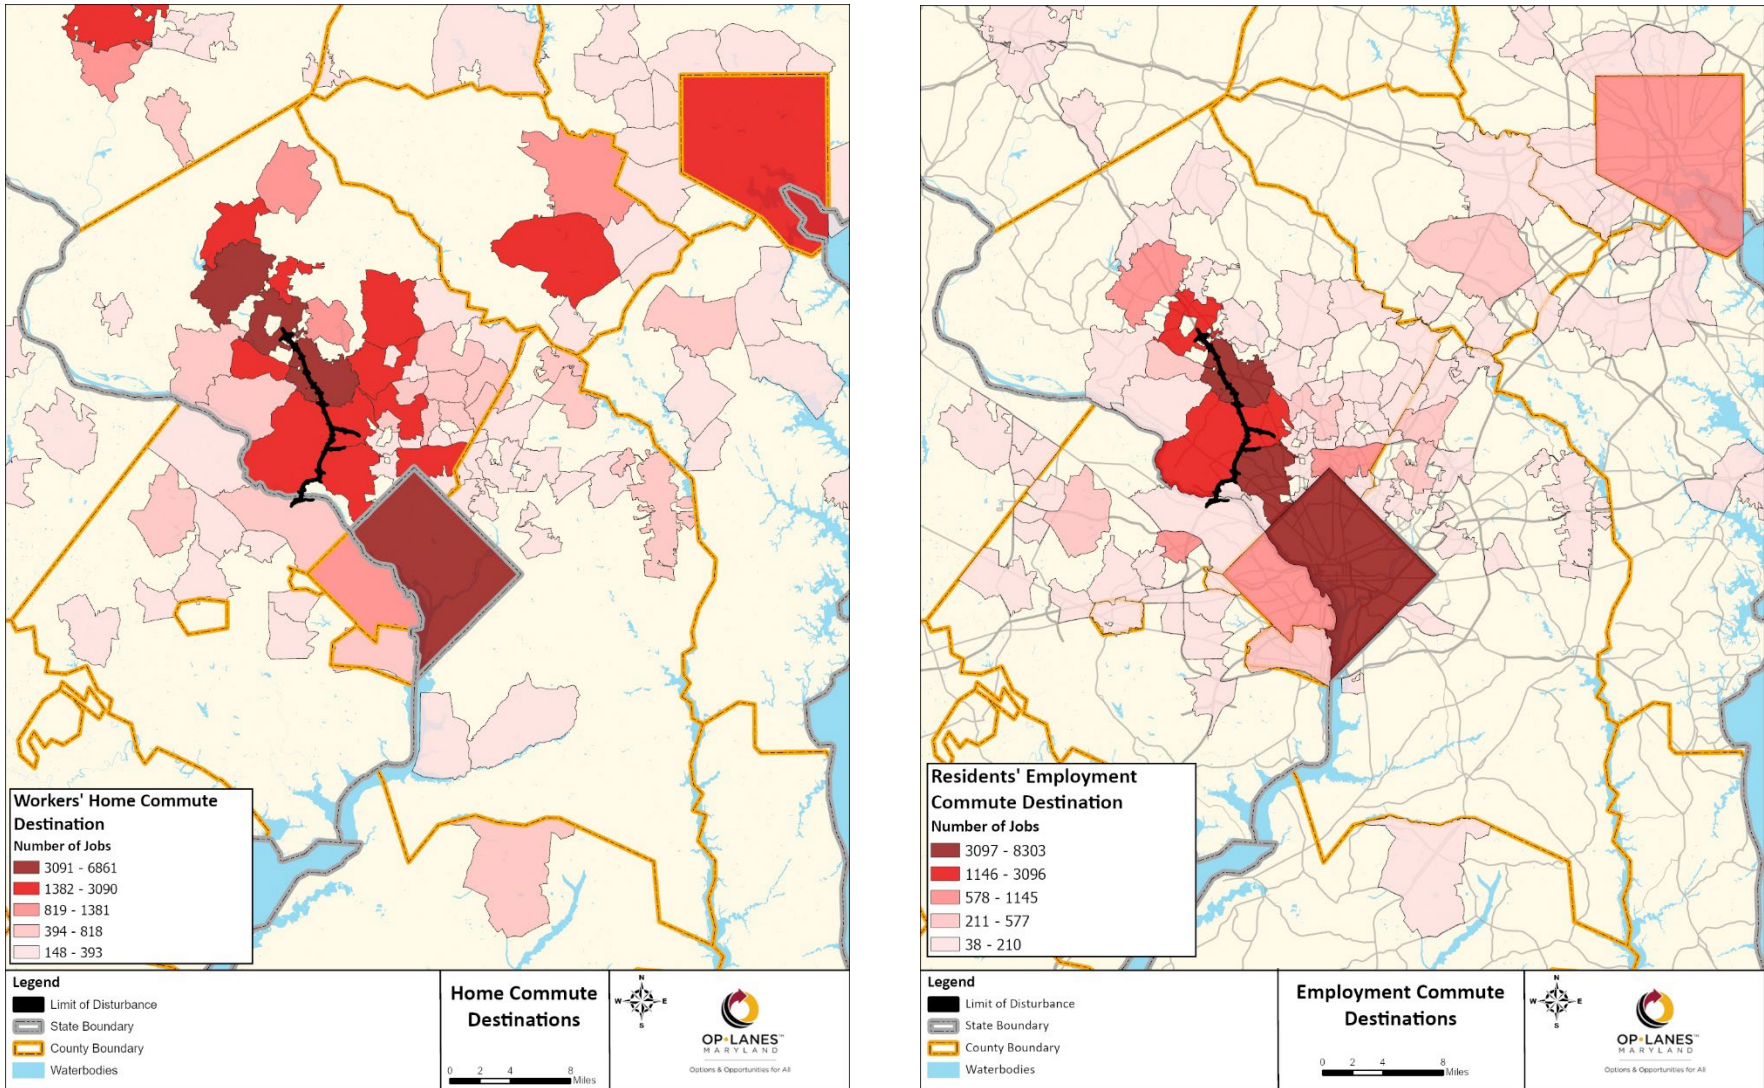 Workers' Home Commute
Destination
Number of Jobs
3091 - 6861
1382 - 3090
819 - 1381
394 - 818
148 - 393
Legend
Limit of Disturbance
State Boundary
County Boundary
Waterbodies
Home Commute
Destinations
N
W
E
S
0 2 4 8
Miles
OP•LANES™
MARYLAND
Options & Opportunities for All
Residents' Employment
Commute Destination
Number of Jobs
3097 - 8303
1146 - 3096
578 - 1145
211 - 577
38 - 210
Legend
Limit of Disturbance
State Boundary
County Boundary
Waterbodies
Employment Commute
Destinations
N
W
E
S
0 2 4 8
Miles
OP•LANES™
MARYLAND
Options & Opportunities for All